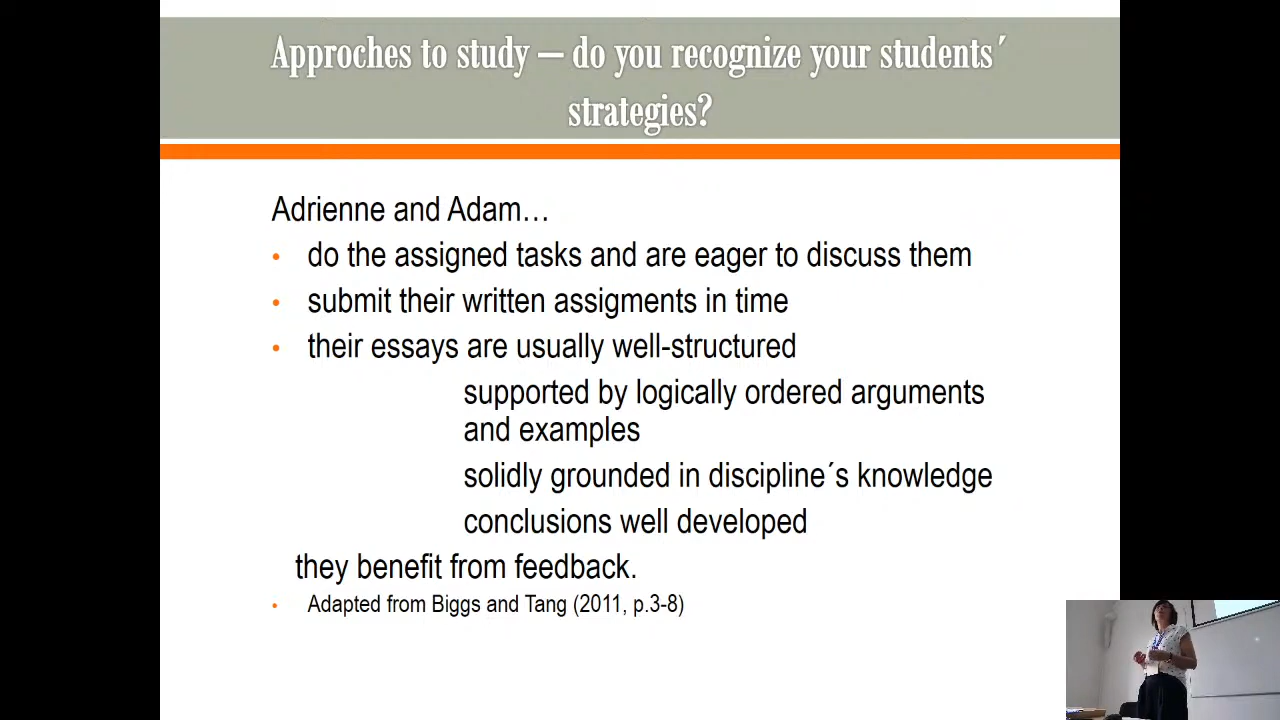 Approches to study – do you recognize your students´
strategies?
Adrienne and Adam…
• do the assigned tasks and are eager to discuss them
• submit their written assigments in time
• their essays are usually well-structured
supported by logically ordered arguments
and examples
solidly grounded in discipline´s knowledge
conclusions well developed
they benefit from feedback.
• Adapted from Biggs and Tang (2011, p.3-8)